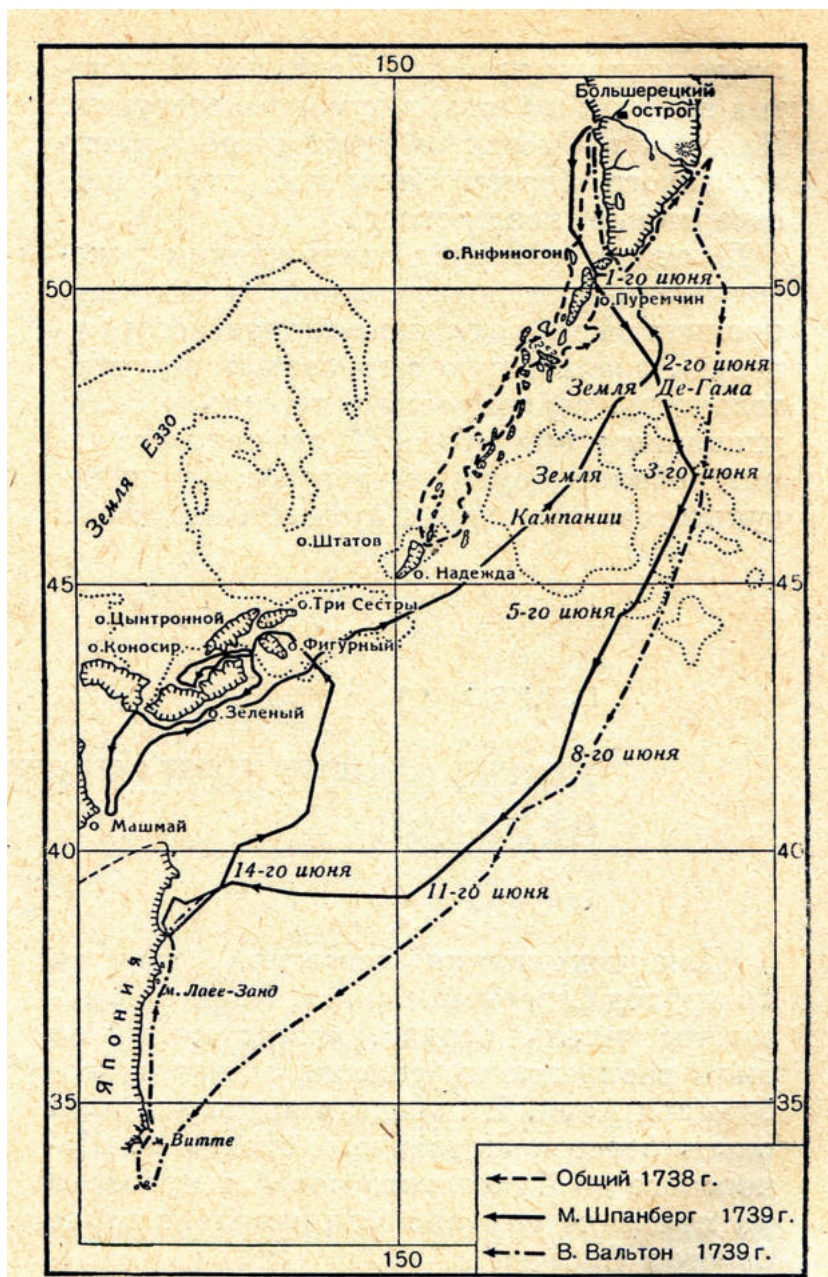 150
Большерецкий
острог
о.Анфиногон
1-го июня
50
о.Пуремчин
2-го июня
Земля Де-Гама
Земля Еззо
Земля
3-го июня
Кампании
о.Штатов
о. Надежда
45
45
о.Три Сестры
5-го июня
о.Цынтронной
о.Коносир
о.Фигурный
о.Зеленый
8-го июня
о Машмай
40
40
14-го июня
11-го июня
Япония
м. Лаее-Занд
35
35
м. Витте
Общий 1738 г.
М. Шпанберг 1739 г.
В. Вальтон 1739 г.
150